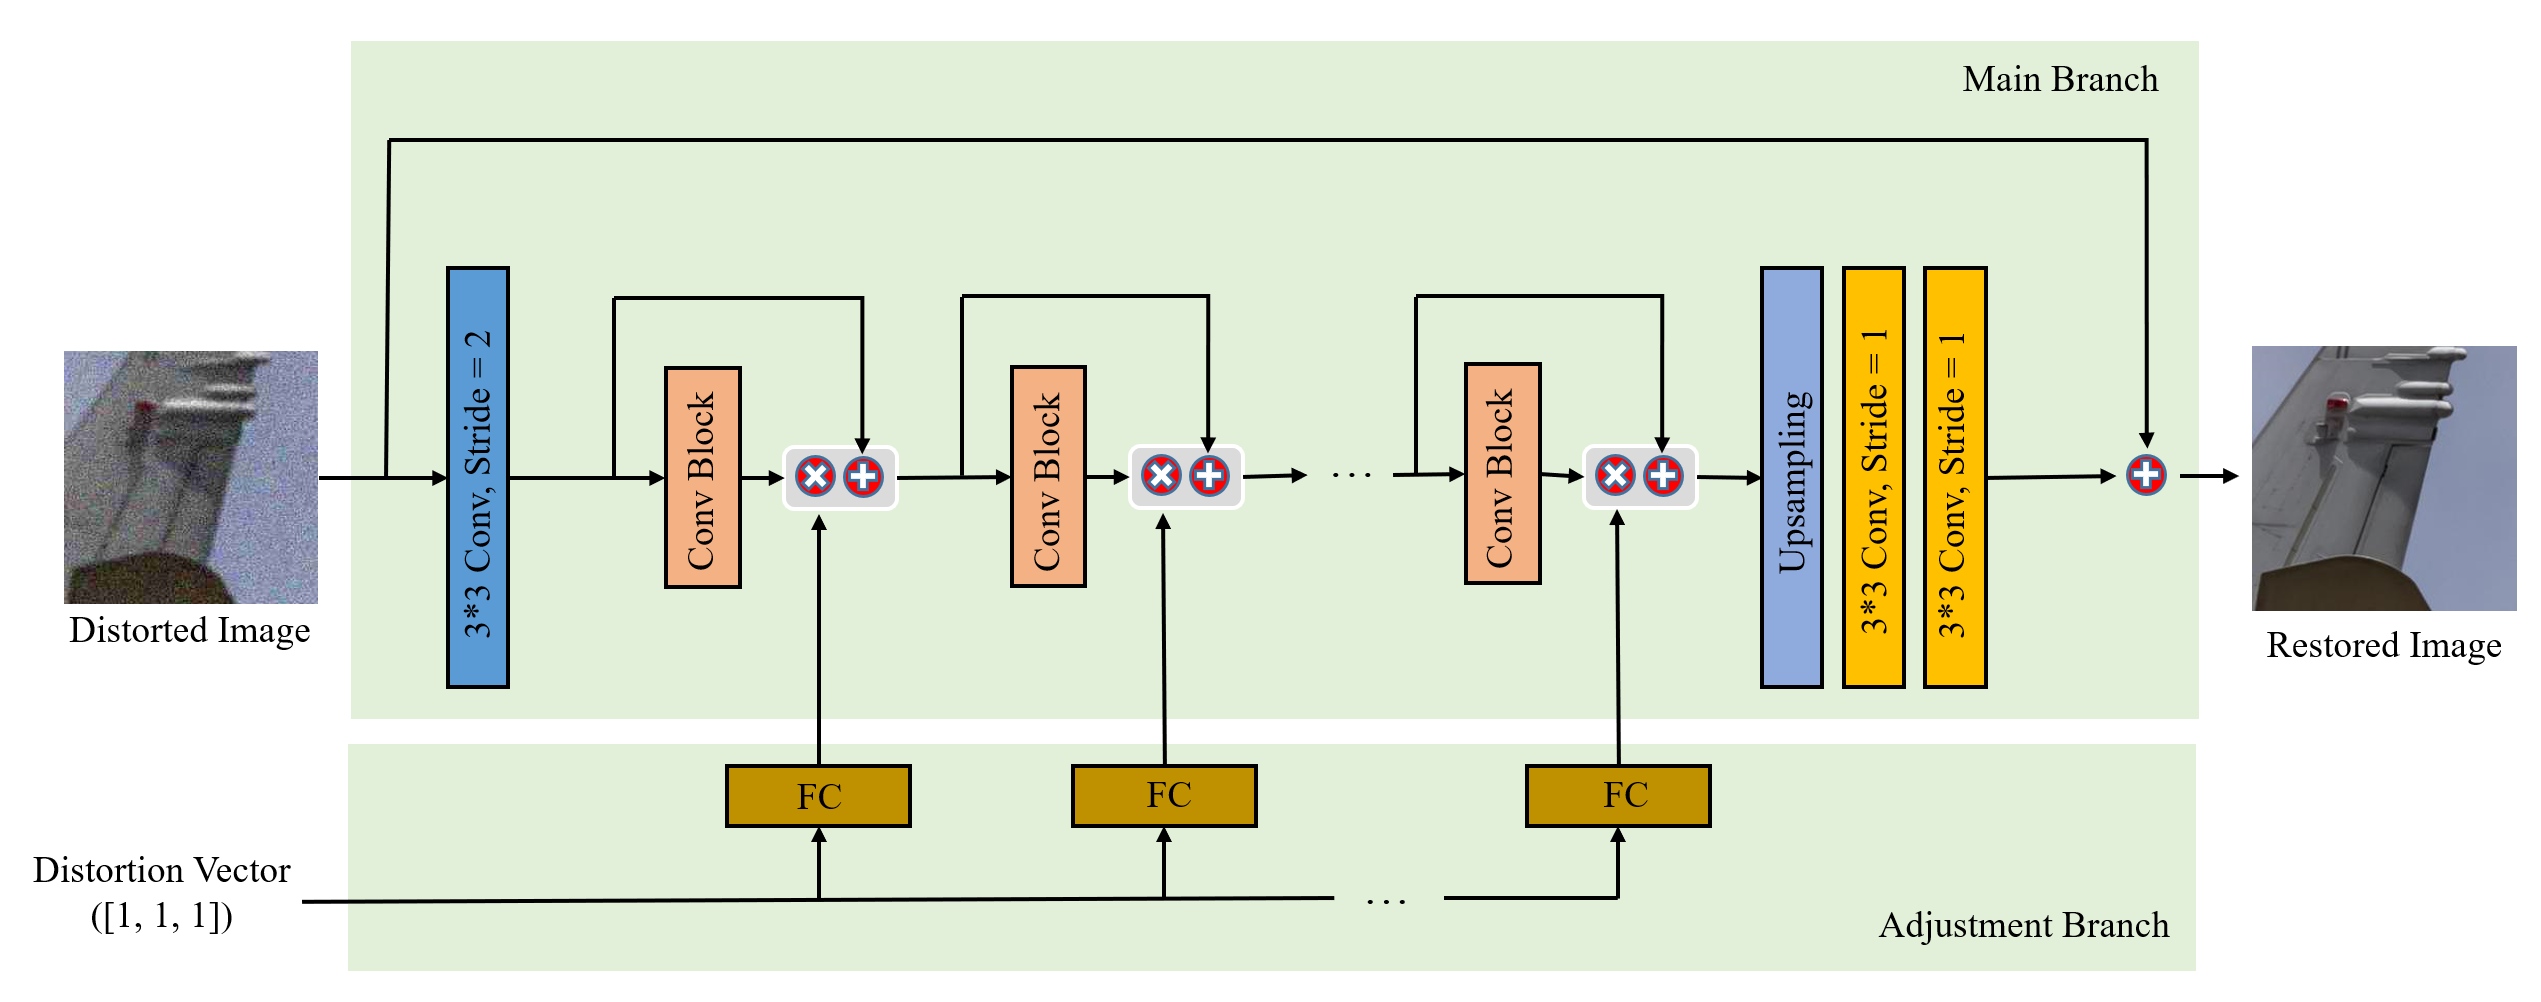 Main Branch
3*3 Conv, Stride = 2
Conv Block
Conv Block
...
Conv Block
Upsampling
3*3 Conv, Stride = 1
3*3 Conv, Stride = 1
Distorted Image
Restored Image
FC
FC
FC
Distortion Vector
([1, 1, 1])
...
Adjustment Branch